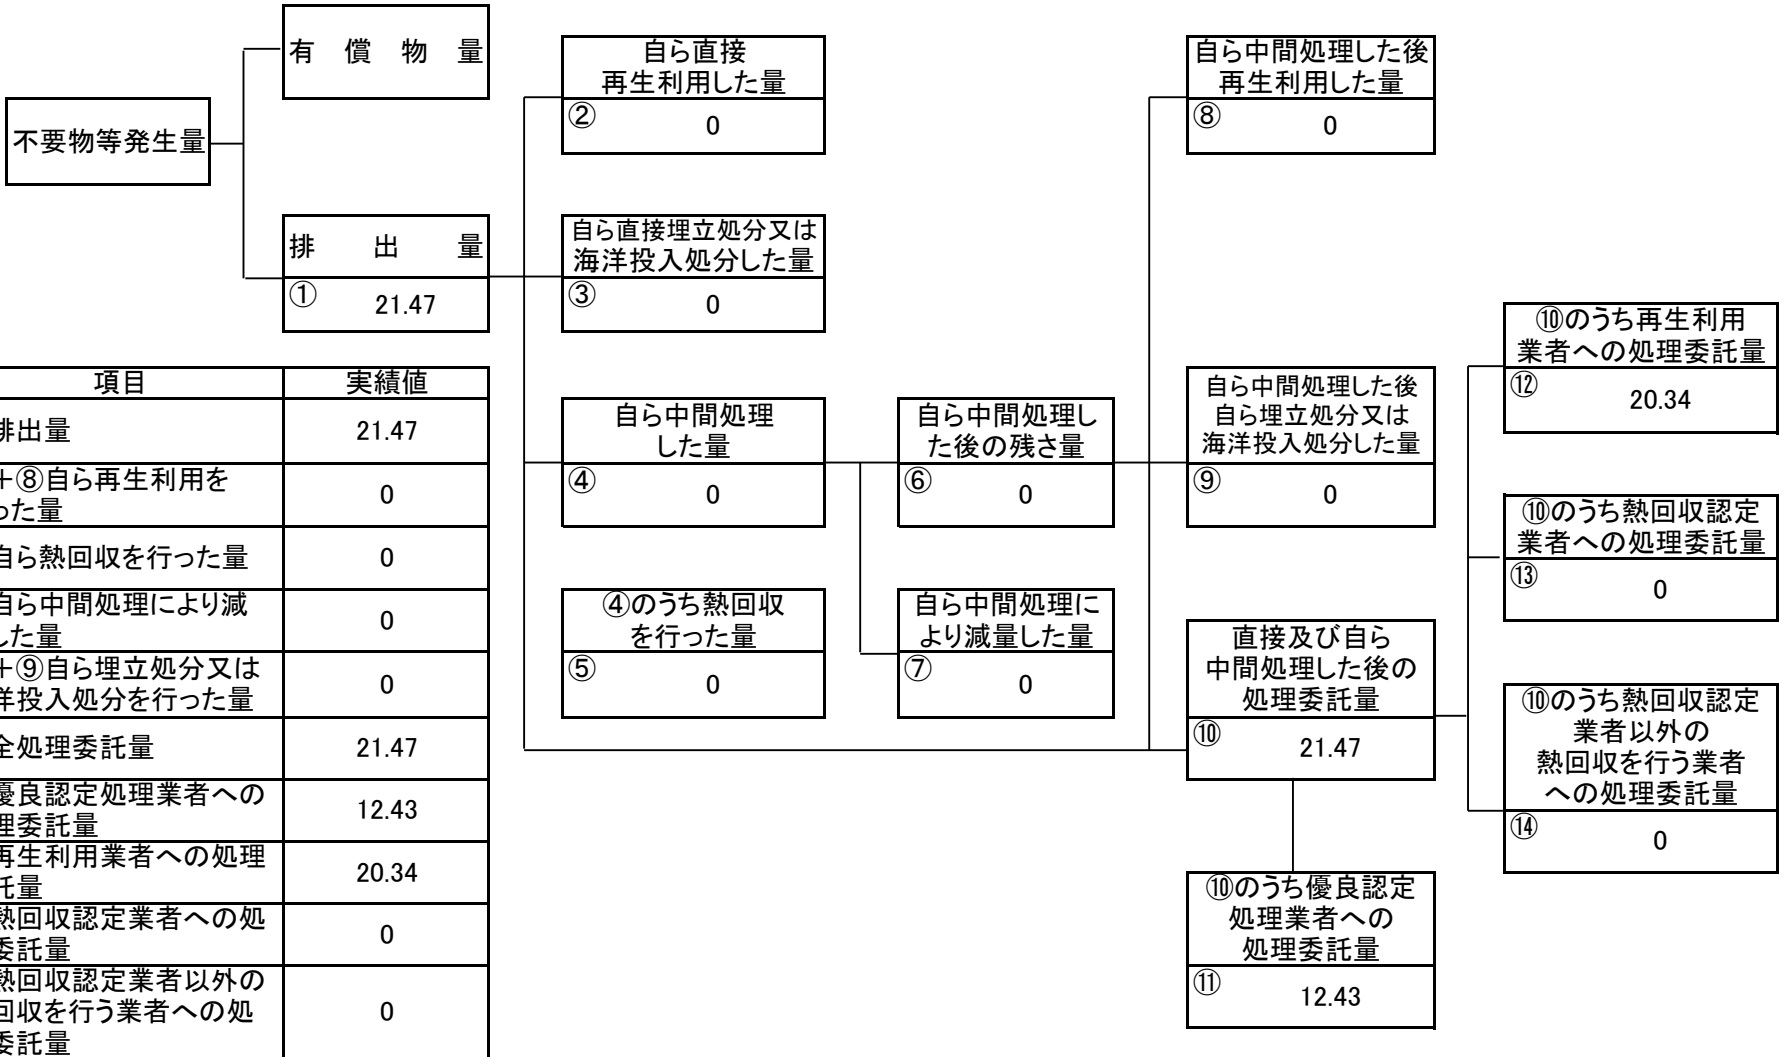 有償物量
不要物等発生量
排出量
①
21.47
自ら直接
再生利用した量
②
0
自ら直接埋立処分又は
海洋投入処分した量
③
0
自ら中間処理
した量
④
0
④のうち熱回収
を行った量
⑤
0
自ら中間処理し
た後の残さ量
⑥
0
自ら中間処理に
より減量した量
⑦
0
自ら中間処理した後
再生利用した量
⑧
0
自ら中間処理した後
自ら埋立処分又は
海洋投入処分した量
⑨
0
直接及び自ら
中間処理した後の
処理委託量
⑩
21.47
⑩のうち優良認定
処理業者への
処理委託量
⑪
12.43
⑩のうち再生利用
業者への処理委託量
⑫
20.34
⑩のうち熱回収認定
業者への処理委託量
⑬
0
⑩のうち熱回収認定
業者以外の
熱回収を行う業者
への処理委託量
⑭
0
項目
実績値
排出量
21.47
+⑧自ら再生利用を
った量
0
自ら熱回収を行った量
0
自ら中間処理により減
した量
0
+⑨自ら埋立処分又は
洋投入処分を行った量
0
全処理委託量
21.47
優良認定処理業者への
理委託量
12.43
再生利用業者への処理
託量
20.34
熱回収認定業者への処
委託量
0
熱回収認定業者以外の
回収を行う業者への処
委託量
0